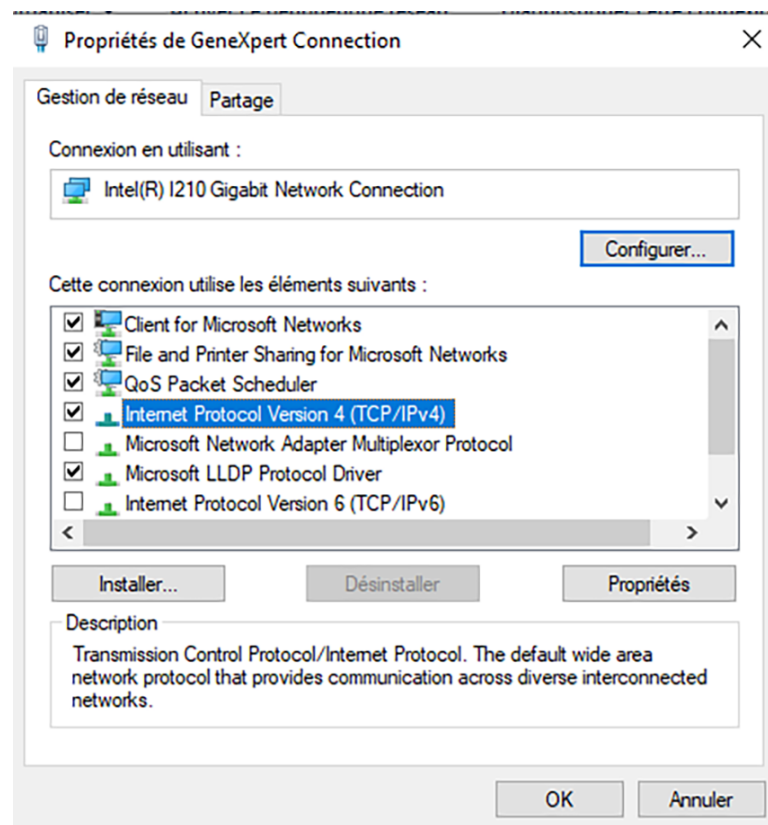 Propriétés de GeneXpert Connection
Gestion de réseau
Partage
Connexion en utilisant :
Intel(R) I210 Gigabit Network Connection
Configurer...
Cette connexion utilise les éléments suivants :
Client for Microsoft Networks
File and Printer Sharing for Microsoft Networks
QoS Packet Scheduler
Internet Protocol Version 4 (TCP/IPv4)
Microsoft Network Adapter Multiplexor Protocol
Microsoft LLDP Protocol Driver
Internet Protocol Version 6 (TCP/IPv6)
Installer...
Désinstaller
Propriétés
Description
Transmission Control Protocol/Internet Protocol. The default wide area
network protocol that provides communication across diverse interconnected
networks.
OK
Annuler